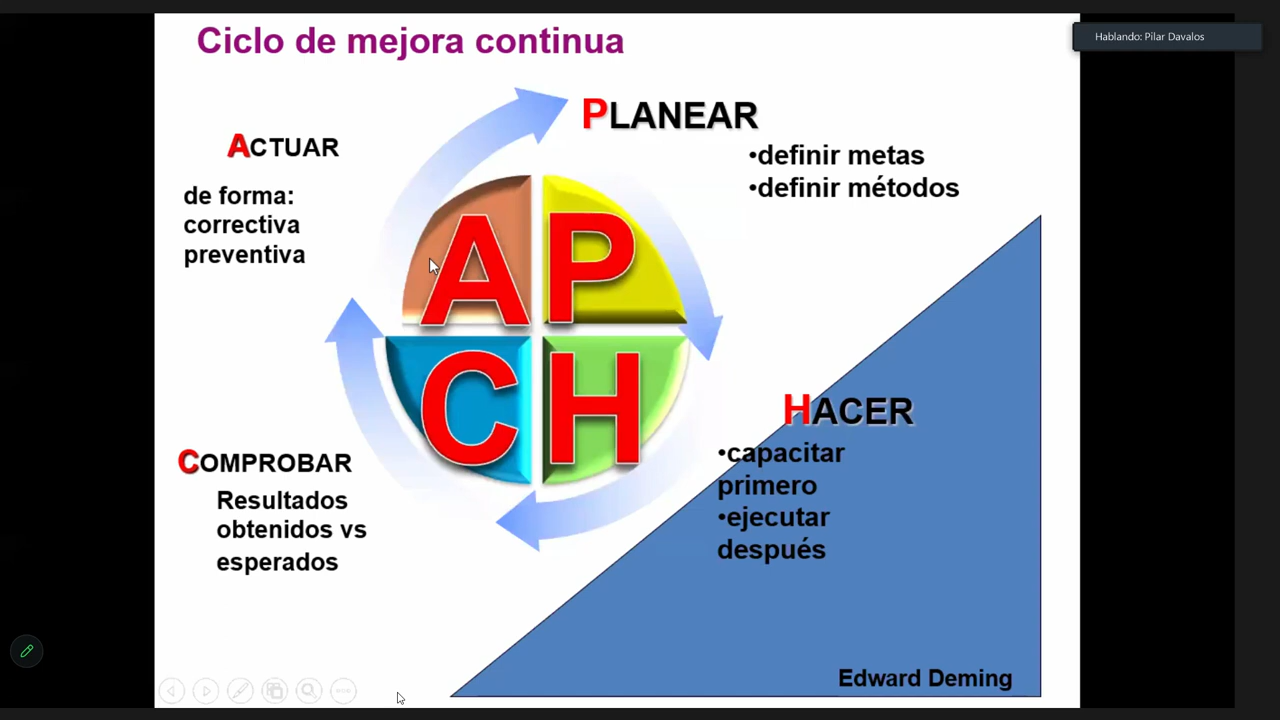 Ciclo de mejora continua
Hablando: Pilar Davalos
PLANEAR
•definir metas
•definir métodos
ACTUAR
de forma:
correctiva
preventiva
A P
C H
HACER
•capacitar
primero
•ejecutar
después
COMPROBAR
Resultados
obtenidos vs
esperados
Edward Deming